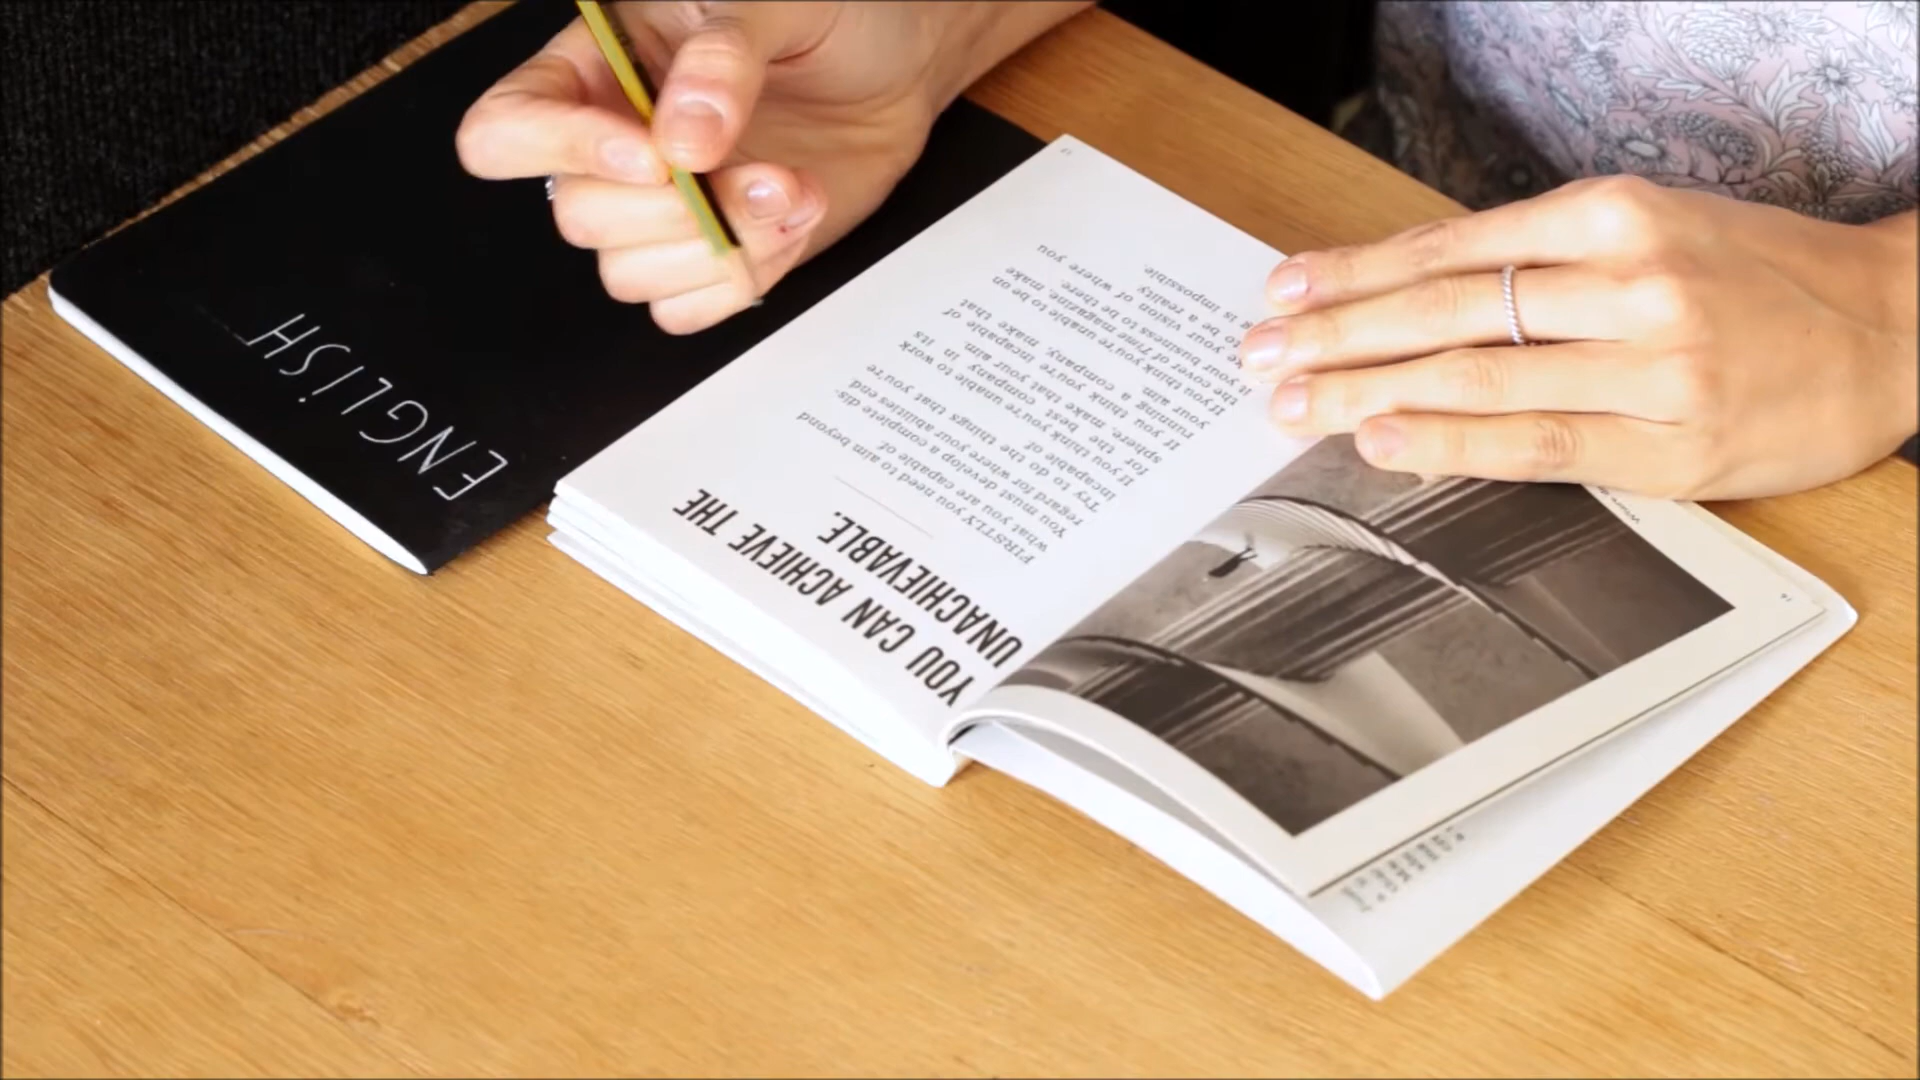 ENGLİSH
YOU CAN ACHIEVE THE
UNACHIEVABLE.
FIRSTLY you need to aim beyond
what you are capable of.
You must develop a complete dis-
regard for where your abilities end
Try to do the things that you're
incapable of.
If you think you're unable to work
for the best company in its
sphere, make that your aim.
If you think you're incapable of
running a company, make that
your aim.
If you think you're unable to be on
the cover of Time magazine, make
it your business to be there.
your vision of where you
to be a reality
is impossible.
17
16